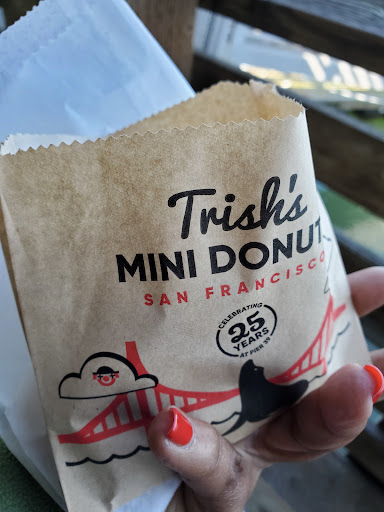 Trish's
MINI DONUT
SAN FRANCISCO
CELEBRATING
25
YEARS
AT PIER 39